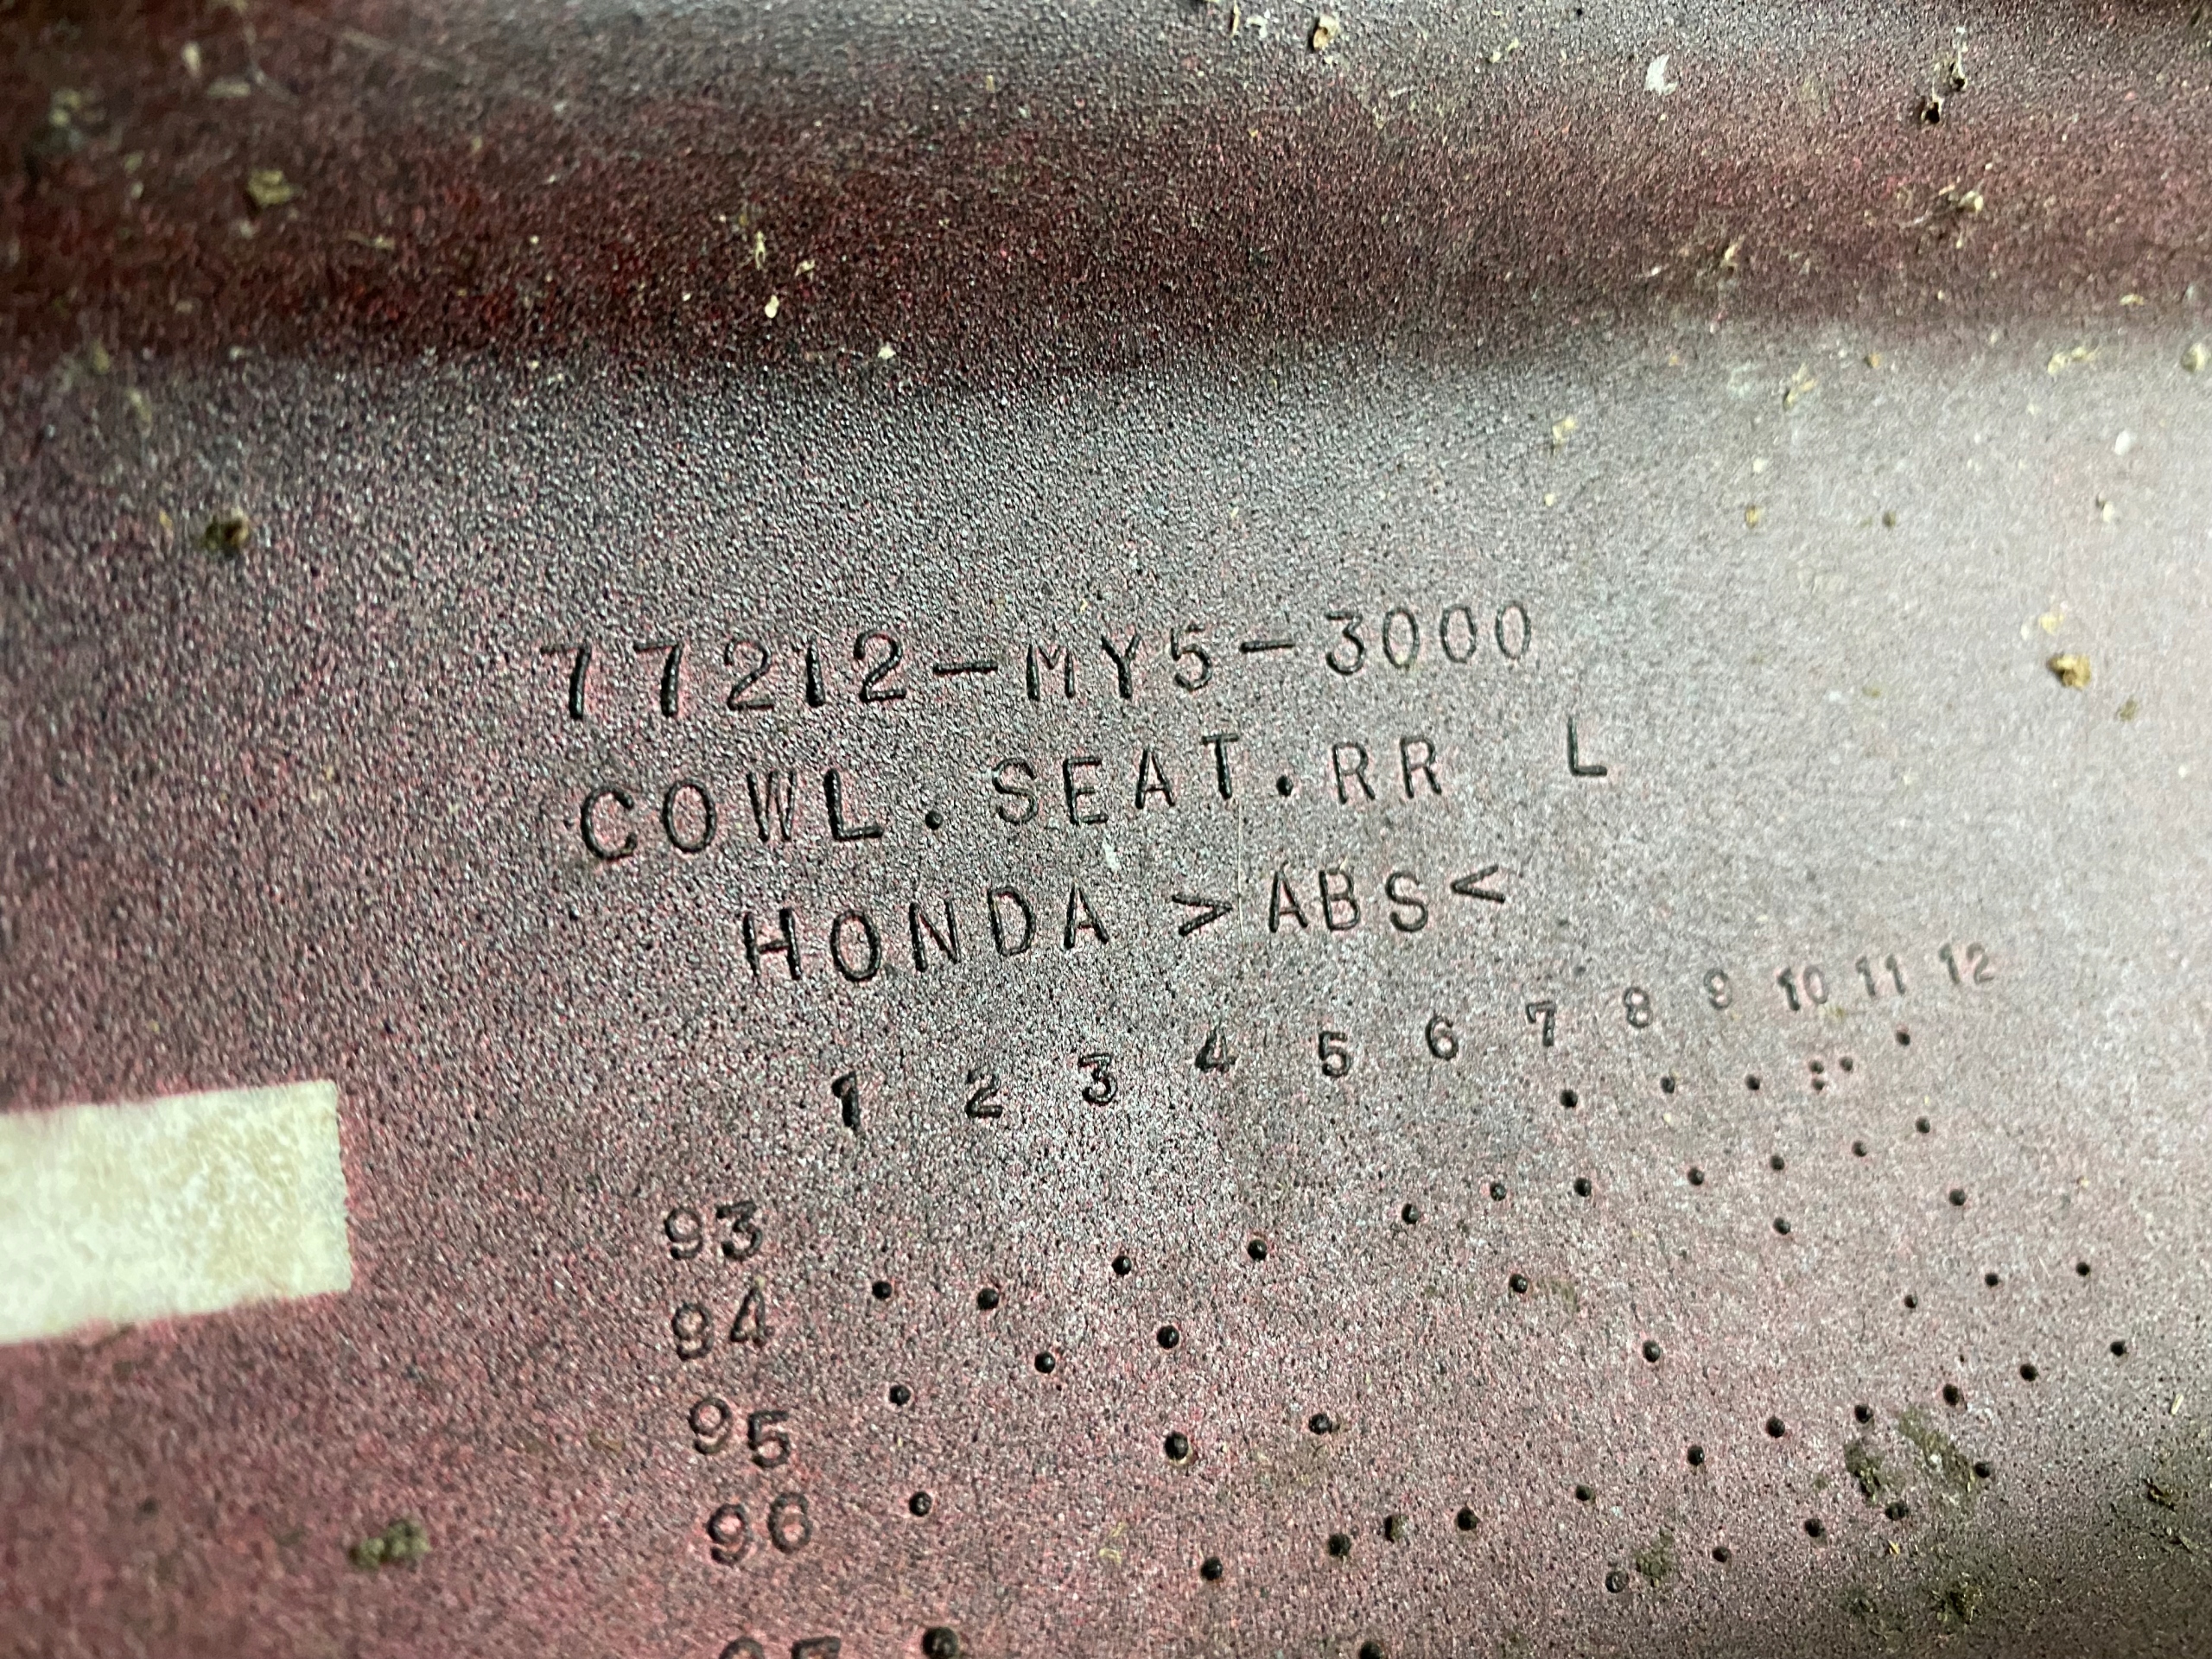 77212-MY5-3000
COWL.SEAT.RR L
HONDA >ABS<
1 2 3 4 5 6 7 8 9 10 11 12
93
94
95
96